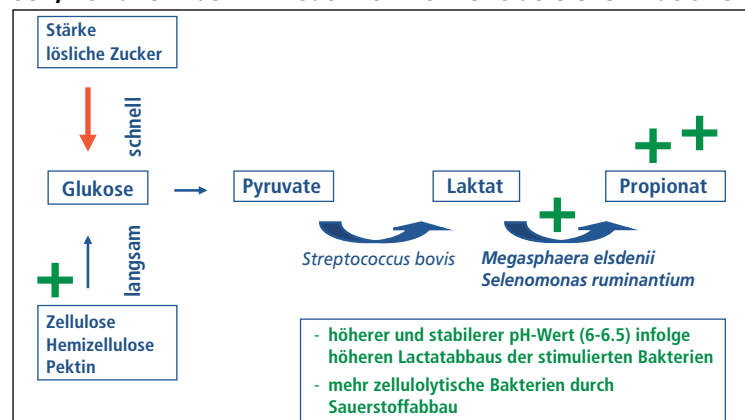 Stärke
lösliche Zucker
schnell
Glukose
Pyruvate
Laktat
Propionat
langsam
Streptococcus bovis
Megasphaera elsdenii
Selenomonas ruminantium
Zellulose
Hemizellulose
Pektin
- höherer und stabilerer pH-Wert (6-6.5) infolge
höheren Lactatabbaus der stimulierten Bakterien
- mehr zellulolytische Bakterien durch
Sauerstoffabbau